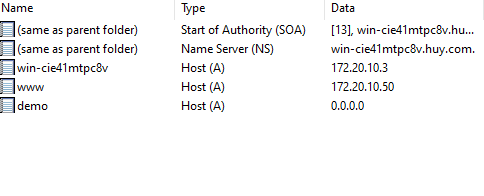 Name Type Data
(same as parent folder) Start of Authority (SOA) [13], win-cie41mtpc8v.hu...
(same as parent folder) Name Server (NS) win-cie41mtpc8v.huy.com.
win-cie41mtpc8v Host (A) 172.20.10.3
www Host (A) 172.20.10.50
demo Host (A) 0.0.0.0